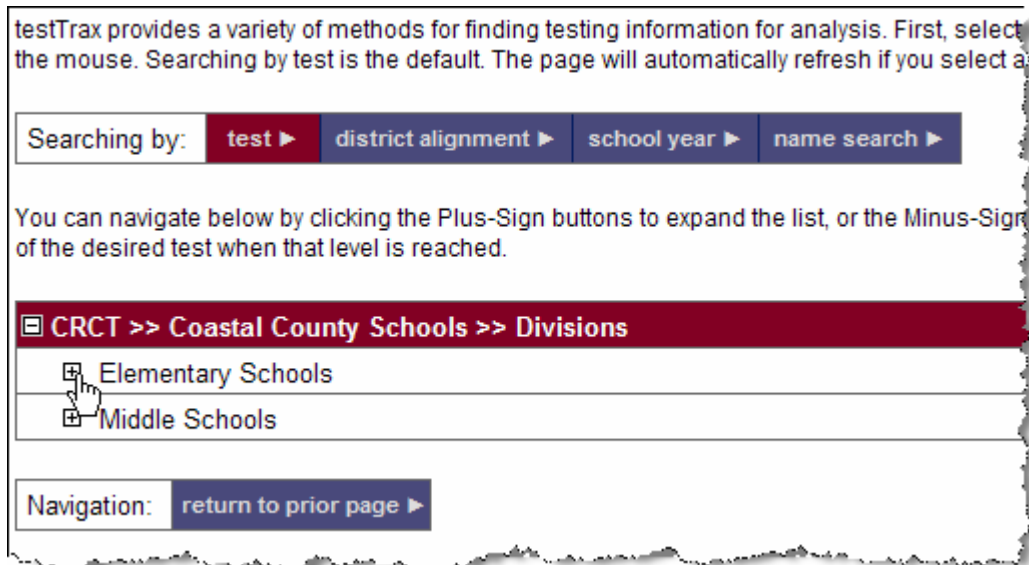 testTrax provides a variety of methods for finding testing information for analysis. First, select
the mouse. Searching by test is the default. The page will automatically refresh if you select a
Searching by: test ► district alignment ► school year ► name search ►
You can navigate below by clicking the Plus-Sign buttons to expand the list, or the Minus-Sign
of the desired test when that level is reached.
CRCT >> Coastal County Schools >> Divisions
Elementary Schools
Middle Schools
Navigation: return to prior page ►